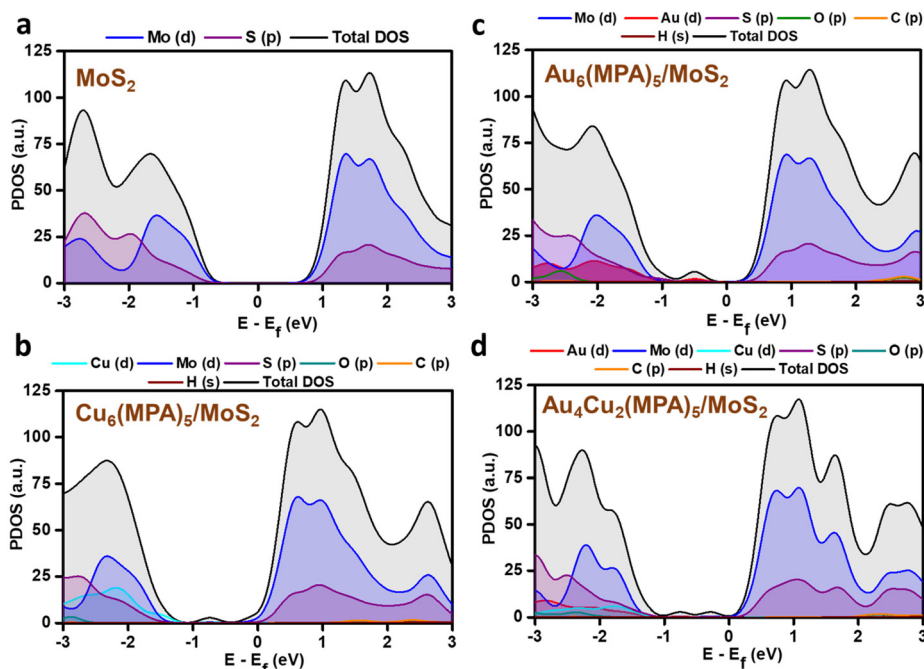 a
Mo (d) S (p) Total DOS
MoS2
PDOS (a.u.)
125
100
75
50
25
0
-3 -2 -1 0 1 2 3
E - Ef (eV)
c
Mo (d) Au (d) S (p) O (p) C (p)
H (s) Total DOS
Au6(MPA)5/MoS2
PDOS (a.u.)
125
100
75
50
25
0
-3 -2 -1 0 1 2 3
E - Ef (eV)
b
Cu (d) Mo (d) S (p) O (p) C (p)
H (s) Total DOS
Cu6(MPA)5/MoS2
PDOS (a.u.)
125
100
75
50
25
0
-3 -2 -1 0 1 2 3
E - Ef (eV)
d
Au (d) Mo (d) Cu (d) S (p) O (p)
C (p) H (s) Total DOS
Au4Cu2(MPA)5/MoS2
PDOS (a.u.)
125
100
75
50
25
0
-3 -2 -1 0 1 2 3
E - Ef (eV)